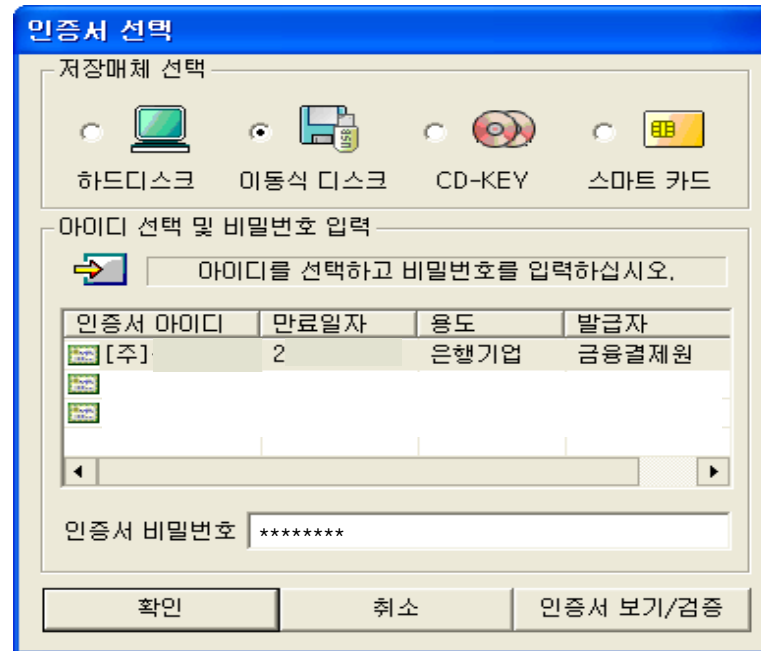 인증서 선택
저장매체 선택
하드디스크 이동식 디스크 CD-KEY 스마트 카드
아이디 선택 및 비밀번호 입력
아이디를 선택하고 비밀번호를 입력하십시오.
인증서 아이디 만료일자 용도 발급자
[주] 2 은행기업 금융결제원
인증서 비밀번호 ********
확인 취소 인증서 보기/검증